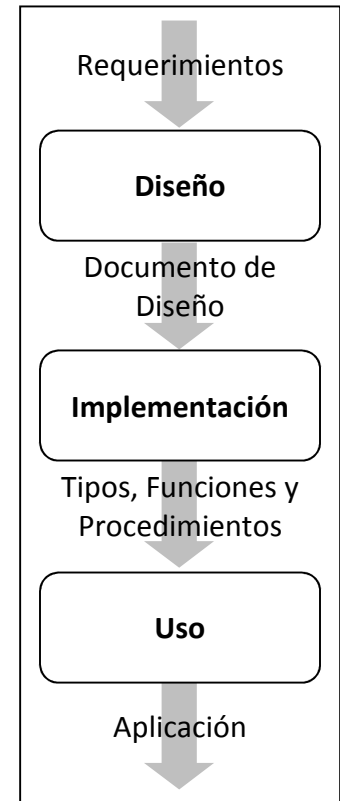 Requerimientos
Diseño
Documento de
Diseño
Implementación
Tipos, Funciones y
Procedimientos
Uso
Aplicación